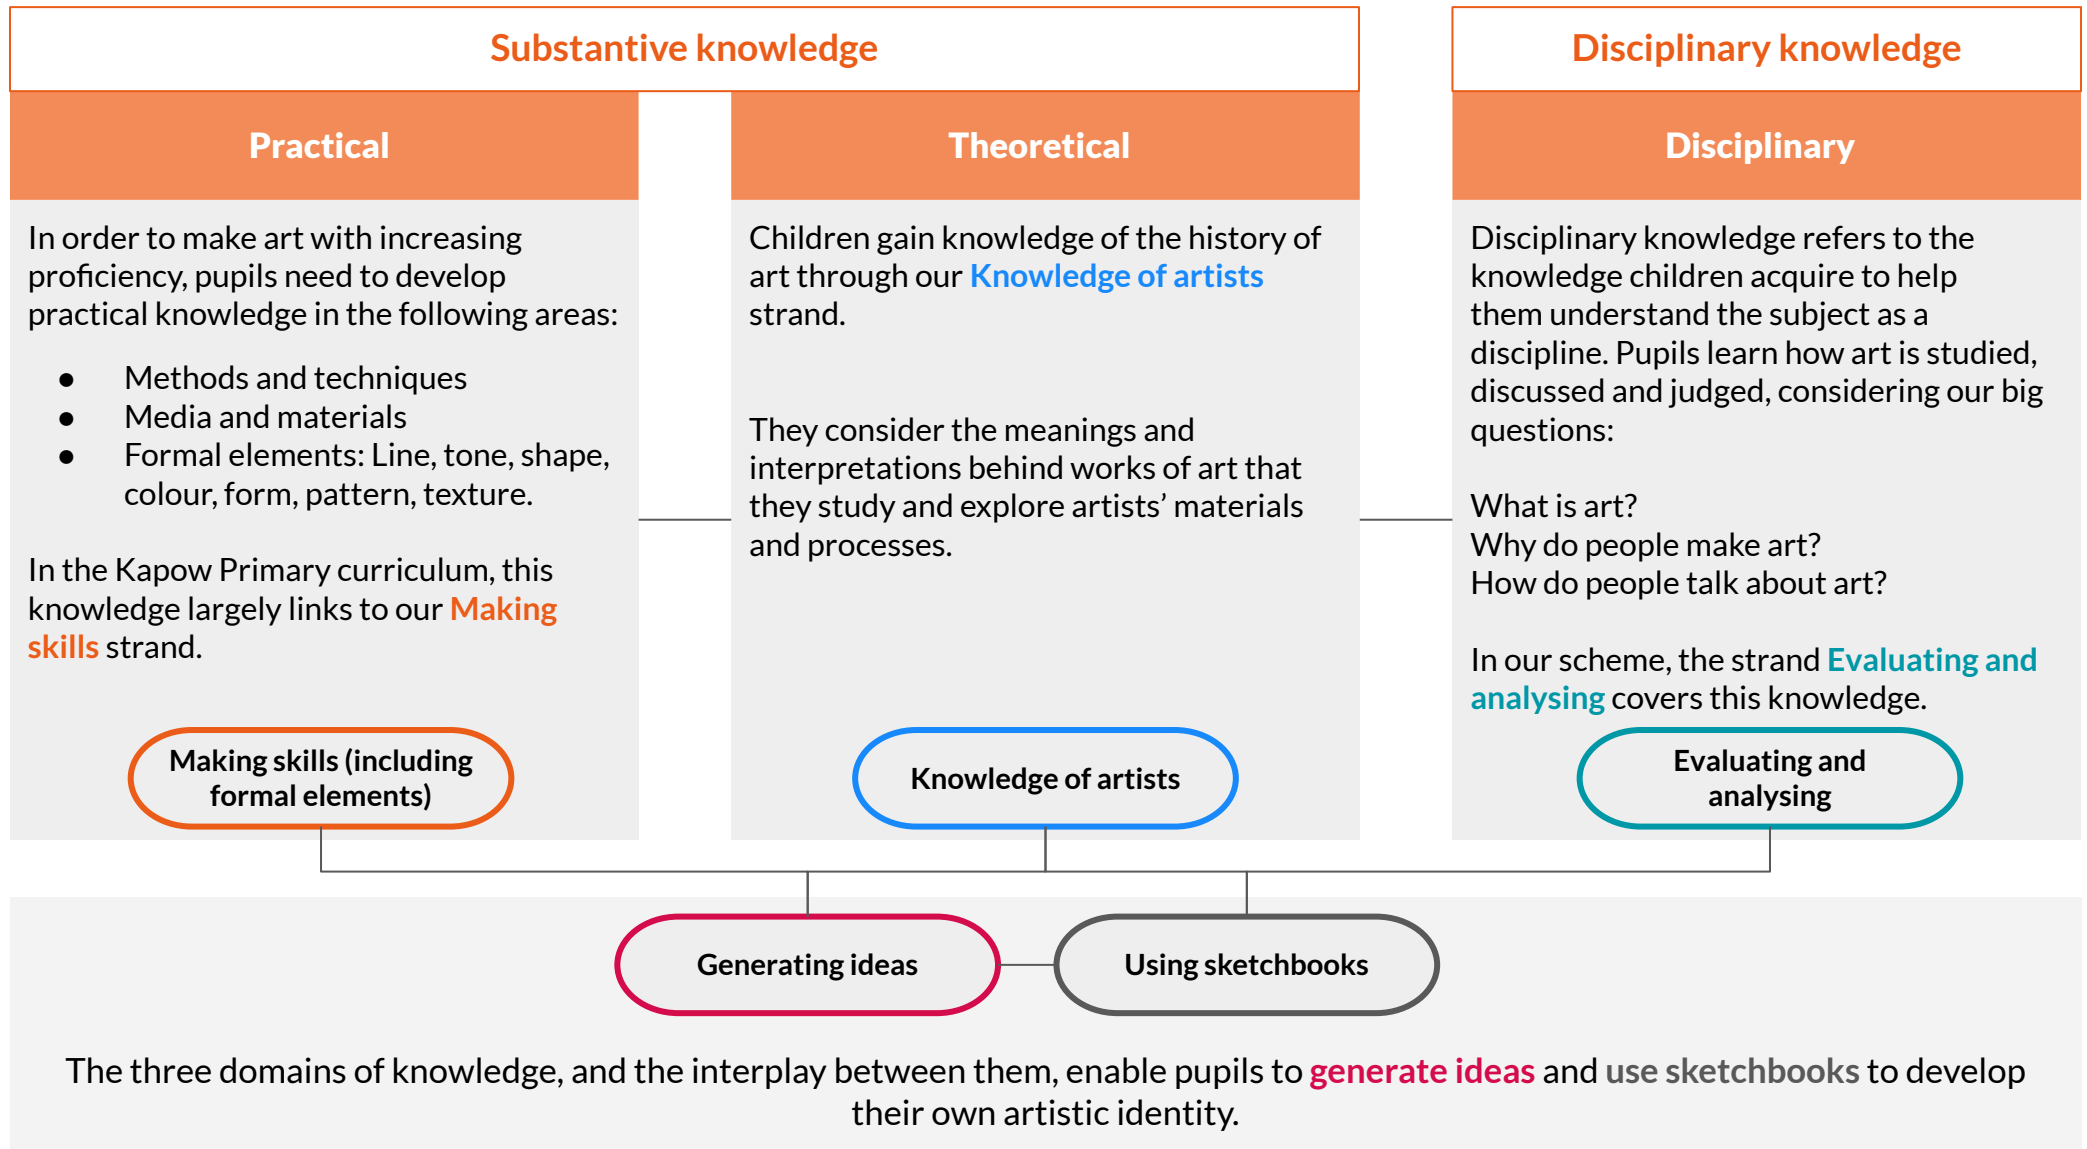 Substantive knowledge
Disciplinary knowledge
Practical
In order to make art with increasing
proficiency, pupils need to develop
practical knowledge in the following areas:
● Methods and techniques
● Media and materials
● Formal elements: Line, tone, shape,
colour, form, pattern, texture.
In the Kapow Primary curriculum, this
knowledge largely links to our Making
skills strand.
Making skills (including
formal elements)
Theoretical
Children gain knowledge of the history of
art through our Knowledge of artists
strand.
They consider the meanings and
interpretations behind works of art that
they study and explore artists’ materials
and processes.
Knowledge of artists
Disciplinary
Disciplinary knowledge refers to the
knowledge children acquire to help
them understand the subject as a
discipline. Pupils learn how art is studied,
discussed and judged, considering our big
questions:
What is art?
Why do people make art?
How do people talk about art?
In our scheme, the strand Evaluating and
analysing covers this knowledge.
Evaluating and
analysing
Generating ideas
Using sketchbooks
The three domains of knowledge, and the interplay between them, enable pupils to generate ideas and use sketchbooks to develop
their own artistic identity.